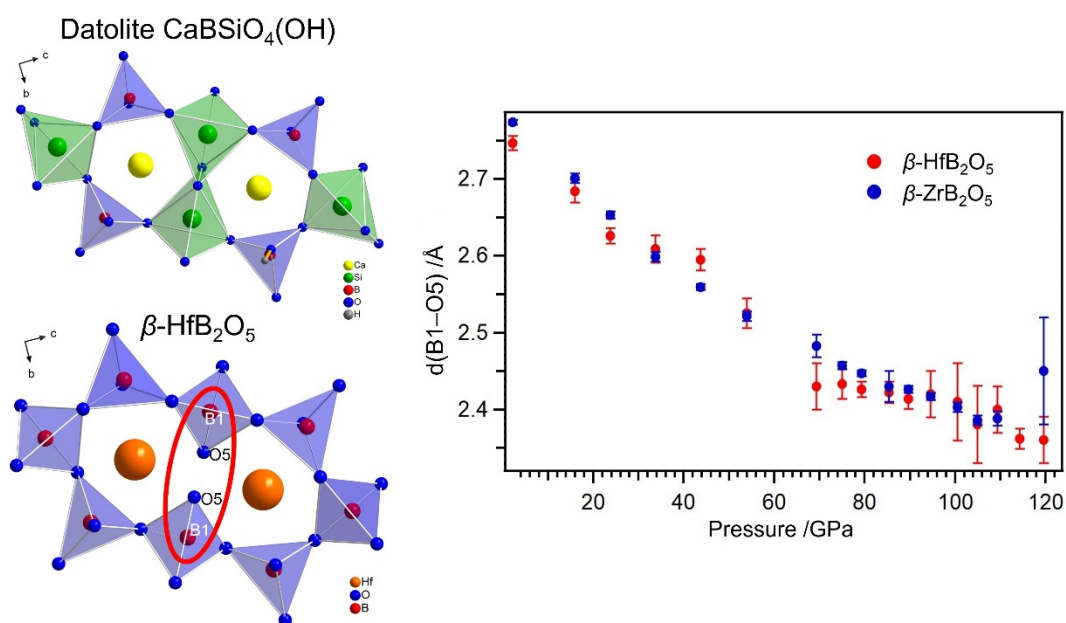 Datolite CaBSiO₄(OH)
c
b
Ca
Si
B
O
H
β-HfB₂O₅
c
b
B1
O5
O5
B1
Hf
O
B
β-HfB₂O₅
β-ZrB₂O₅
d(B1–O5) /Å
2.7
2.6
2.5
2.4
20 40 60 80 100 120
Pressure /GPa